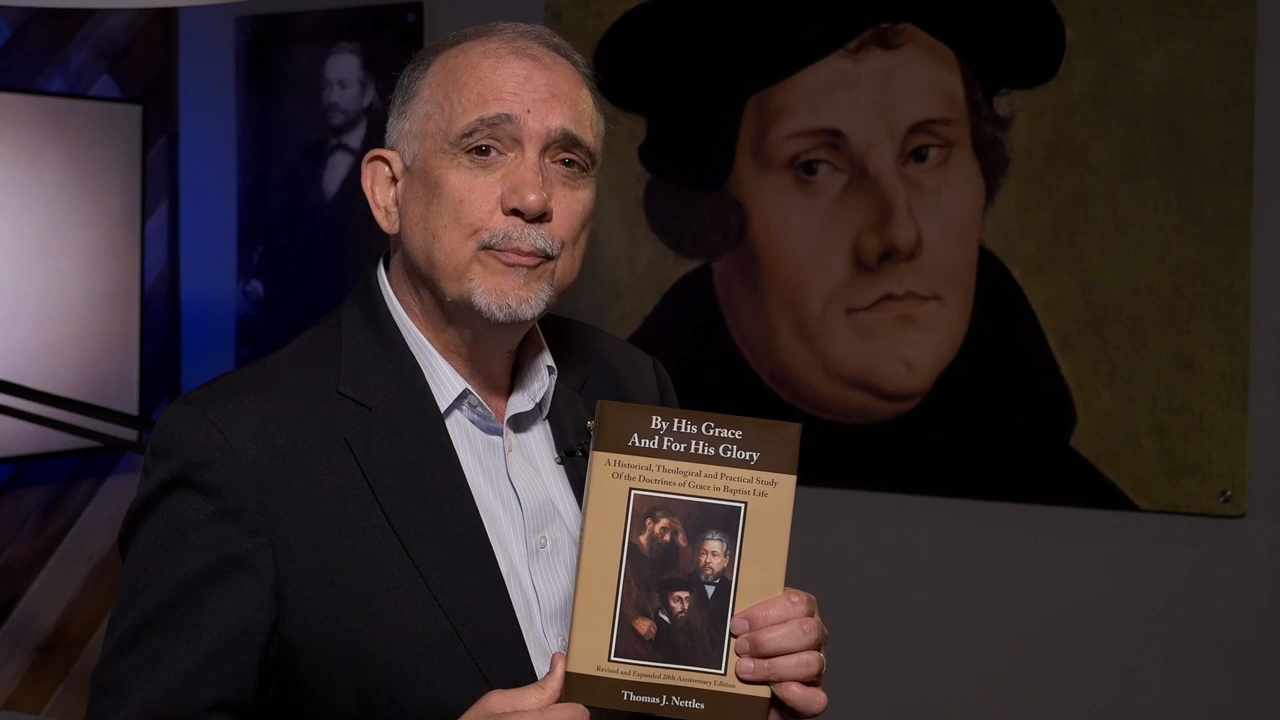 By His Grace
And For His Glory
A Historical, Theological and Practical Study
Of the Doctrines of Grace in Baptist Life
Revised and Expanded 20th Anniversary Edition
Thomas J. Nettles